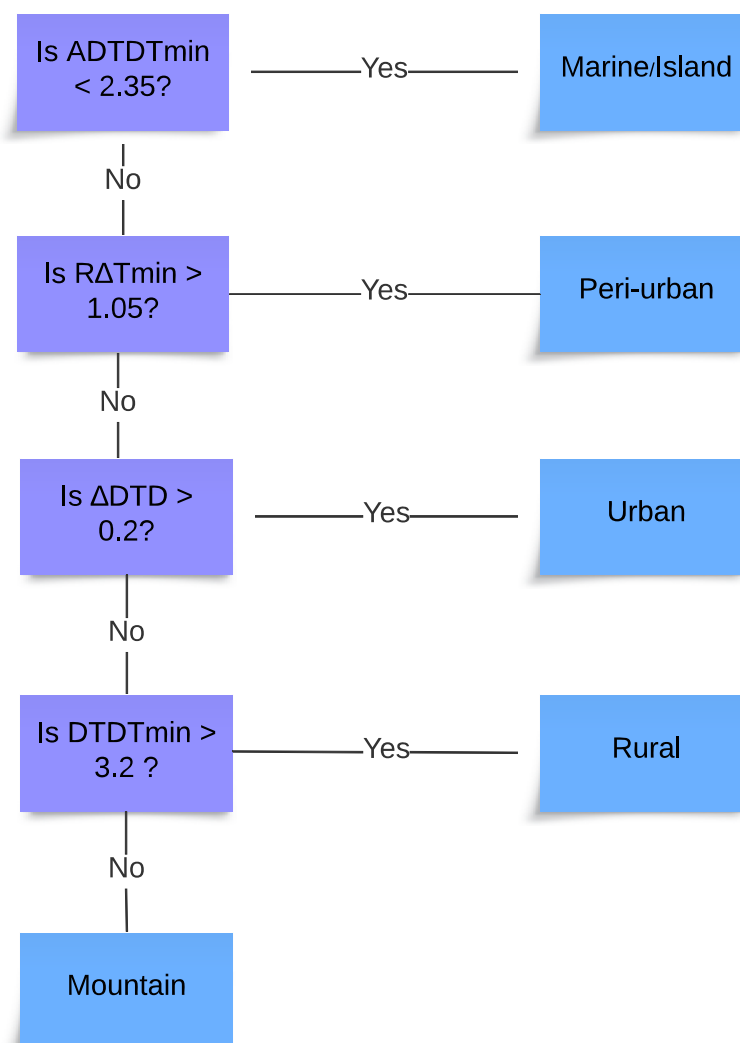 Is ADTDTmin
< 2.35?
Yes
Marine/Island
No
Is RΔTmin >
1.05?
Yes
Peri-urban
No
Is ΔDTD >
0.2?
Yes
Urban
No
Is DTDTmin >
3.2 ?
Yes
Rural
No
Mountain